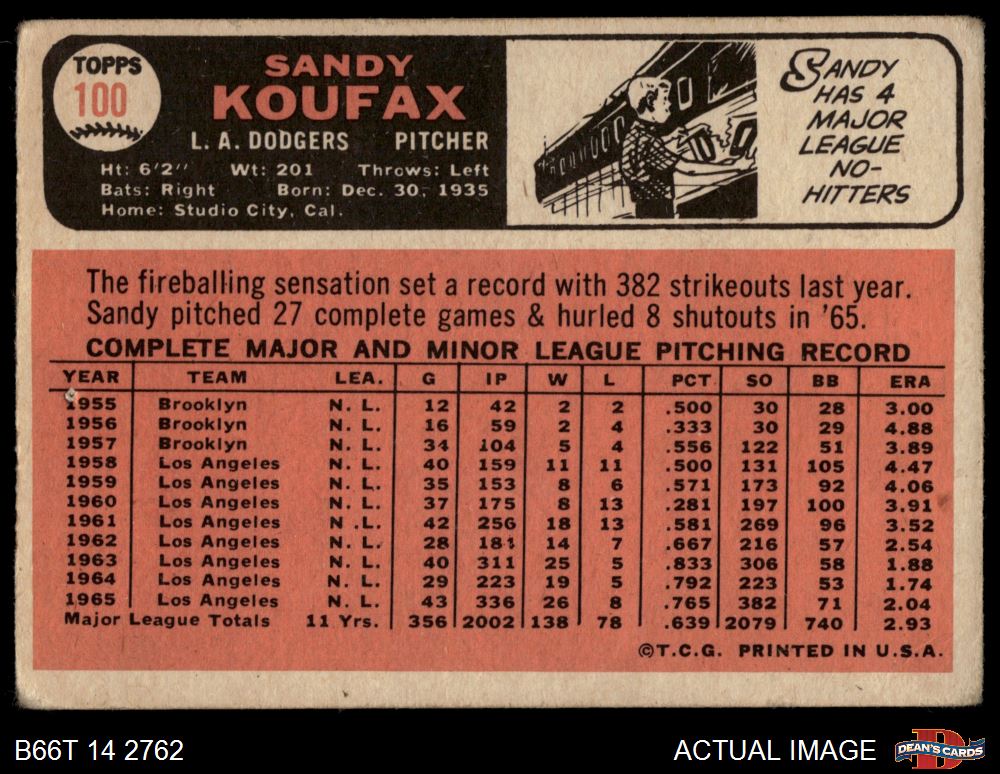 TOPPS
100
SANDY
KOUFAX
L. A. DODGERS PITCHER
Ht: 6'2" Wt: 201 Throws: Left
Bats: Right Born: Dec. 30, 1935
Home: Studio City, Cal.
SANDY
HAS 4
MAJOR
LEAGUE
NO-
HITTERS
The fireballing sensation set a record with 382 strikeouts last year.
Sandy pitched 27 complete games & hurled 8 shutouts in '65.
COMPLETE MAJOR AND MINOR LEAGUE PITCHING RECORD
YEAR TEAM LEA. G IP W L PCT SO BB ERA
1955 Brooklyn N. L. 12 42 2 2 .500 30 28 3.00
1956 Brooklyn N. L. 16 59 2 4 .333 30 29 4.88
1957 Brooklyn N. L. 34 104 5 4 .556 122 51 3.89
1958 Los Angeles N. L. 40 159 11 11 .500 131 105 4.47
1959 Los Angeles N. L. 35 153 8 6 .571 173 92 4.06
1960 Los Angeles N. L. 37 175 8 13 .281 197 100 3.91
1961 Los Angeles N .L. 42 256 18 13 .581 269 96 3.52
1962 Los Angeles N. L. 28 181 14 7 .667 216 57 2.54
1963 Los Angeles N. L. 40 311 25 5 .833 306 58 1.88
1964 Los Angeles N. L. 29 223 19 5 .792 223 53 1.74
1965 Los Angeles N. L. 43 336 26 8 .765 382 71 2.04
Major League Totals 11 Yrs. 356 2002 138 78 .639 2079 740 2.93
©T.C.G. PRINTED IN U.S.A.
B66T 14 2762
ACTUAL IMAGE
DEAN'S CARDS